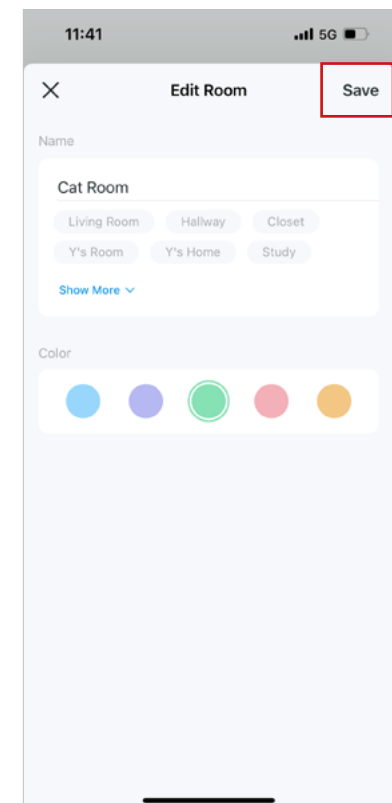 11:41 5G
Edit Room Save
Name
Cat Room
Living Room Hallway Closet
Y's Room Y's Home Study
Show More
Color